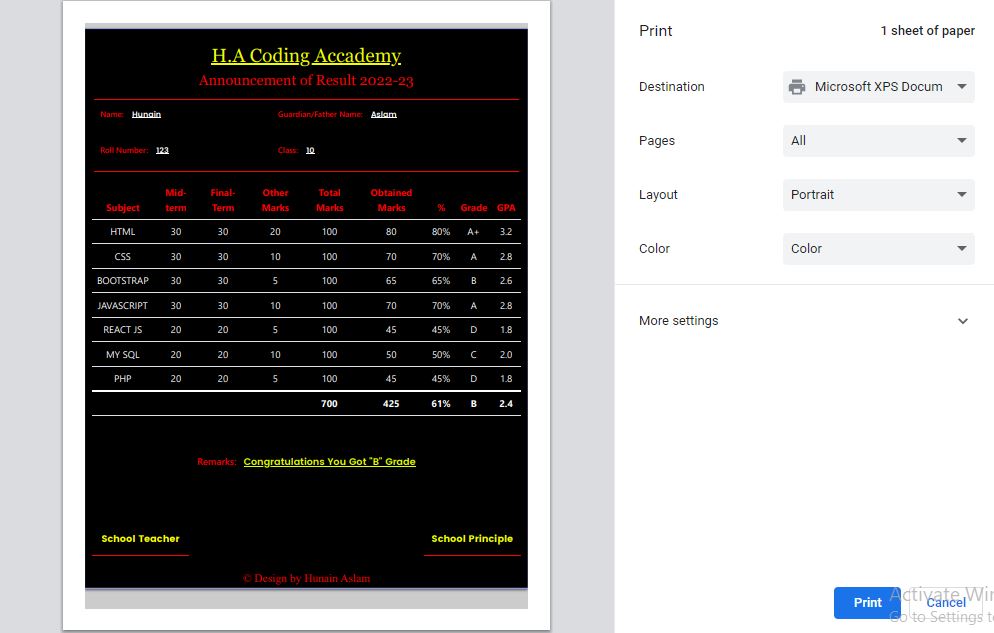 H.A Coding Accademy
Announcement of Result 2022-23
Name: Hunain Guardian/Father Name: Aslam
Roll Number: 123 Class: 10
Subject Mid-term Final-Term Other Marks Total Marks Obtained Marks % Grade GPA
HTML 30 30 20 100 80 80% A+ 3.2
CSS 30 30 10 100 70 70% A 2.8
BOOTSTRAP 30 30 5 100 65 65% B 2.6
JAVASCRIPT 30 30 10 100 70 70% A 2.8
REACT JS 20 20 5 100 45 45% D 1.8
MY SQL 20 20 10 100 50 50% C 2.0
PHP 20 20 5 100 45 45% D 1.8
700 425 61% B 2.4
Remarks: Congratulations You Got "B" Grade
School Teacher School Principle
© Design by Hunain Aslam
Print 1 sheet of paper
Destination Microsoft XPS Docum
Pages All
Layout Portrait
Color Color
More settings
Print Cancel
Activate Win
Go to Settings t